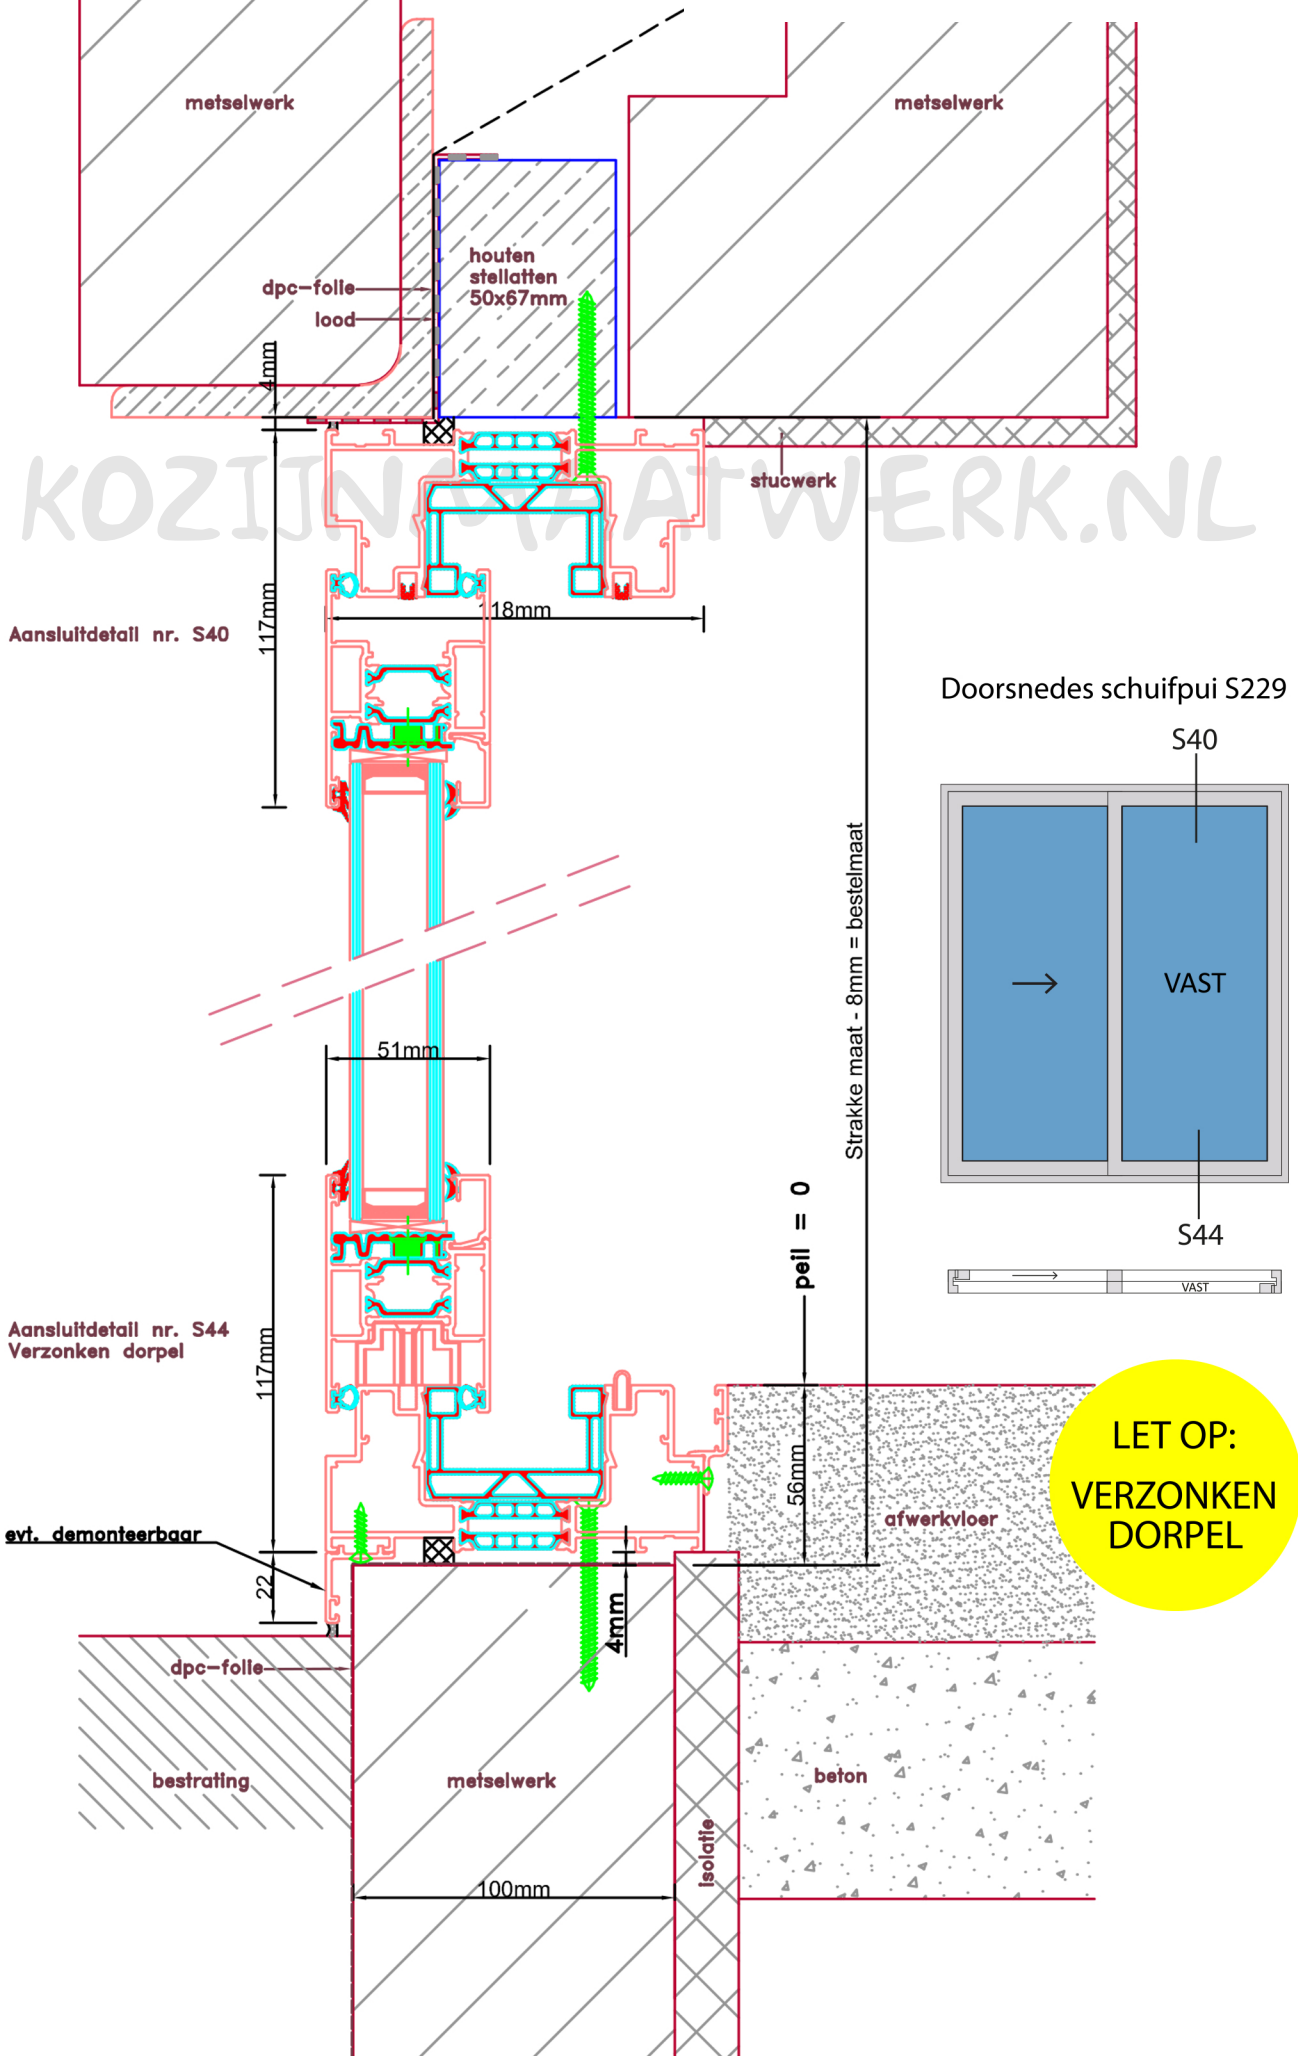 metselwerk
metselwerk
houten
stellatten
50x67mm
dpc-folie
lood
4mm
stucwerk
KOZIJNMAATWERK.NL
118mm
117mm
Aansluitdetail nr. S40
Doorsnedes schuifpui S229
S40
VAST
S44
VAST
Strakke maat - 8mm = bestelmaat
51mm
peil = 0
Aansluitdetail nr. S44
Verzonken dorpel
117mm
LET OP:
VERZONKEN
DORPEL
56mm
afwerkvloer
evt. demonteerbaar
22
4mm
dpc-folie
bestrating
metselwerk
beton
isolatie
100mm